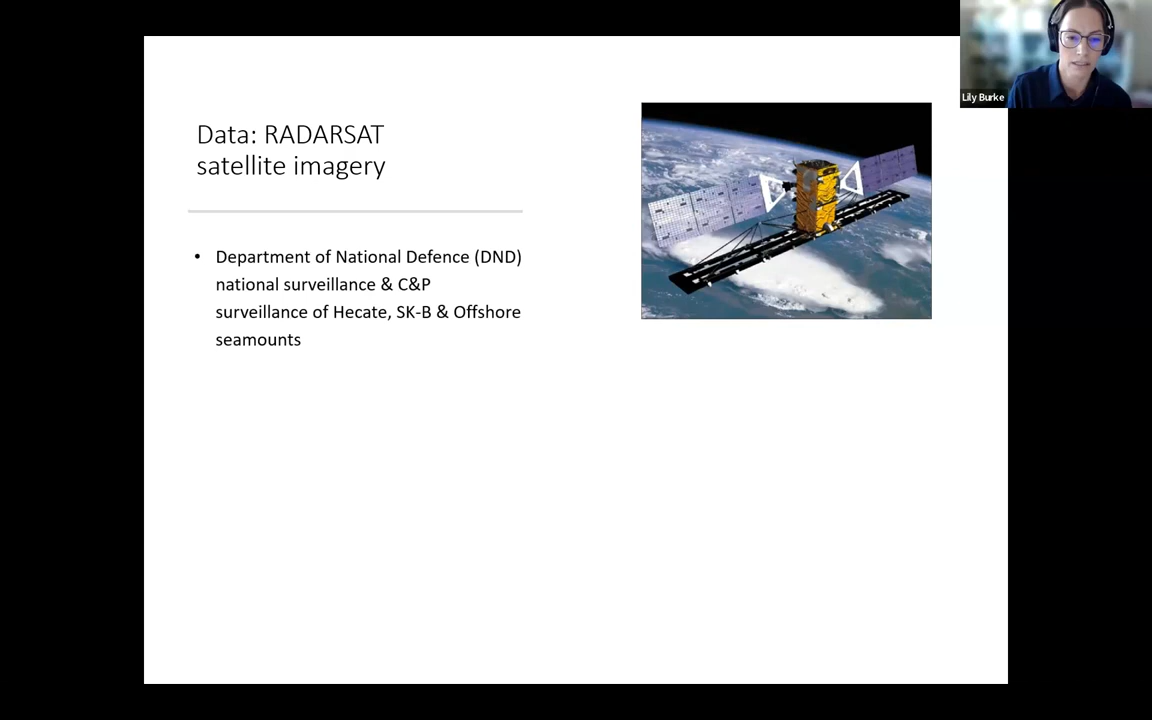 Lily Burke
Data: RADARSAT
satellite imagery
• Department of National Defence (DND)
national surveillance & C&P
surveillance of Hecate, SK-B & Offshore
seamounts